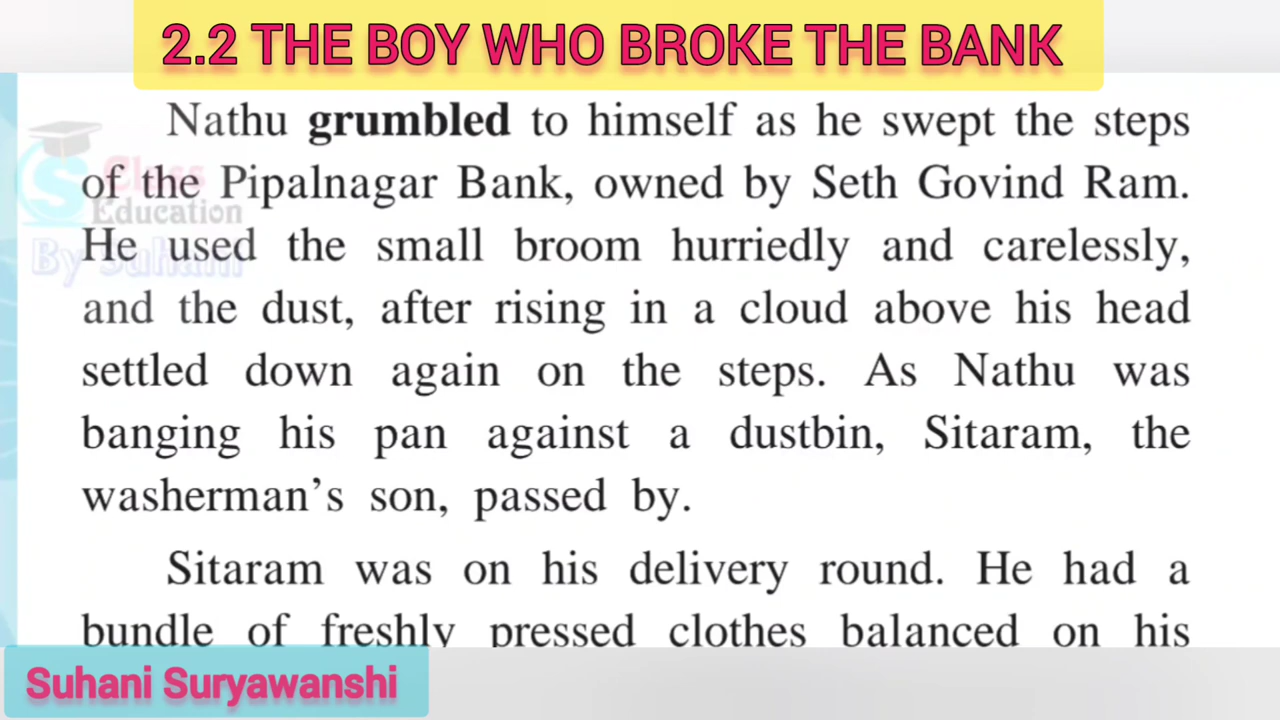 2.2 THE BOY WHO BROKE THE BANK
Nathu grumbled to himself as he swept the steps
of the Pipalnagar Bank, owned by Seth Govind Ram.
He used the small broom hurriedly and carelessly,
and the dust, after rising in a cloud above his head
settled down again on the steps. As Nathu was
banging his pan against a dustbin, Sitaram, the
washerman’s son, passed by.
Sitaram was on his delivery round. He had a
bundle of freshly pressed clothes balanced on his
Class
Education
By Suhani
Suhani Suryawanshi